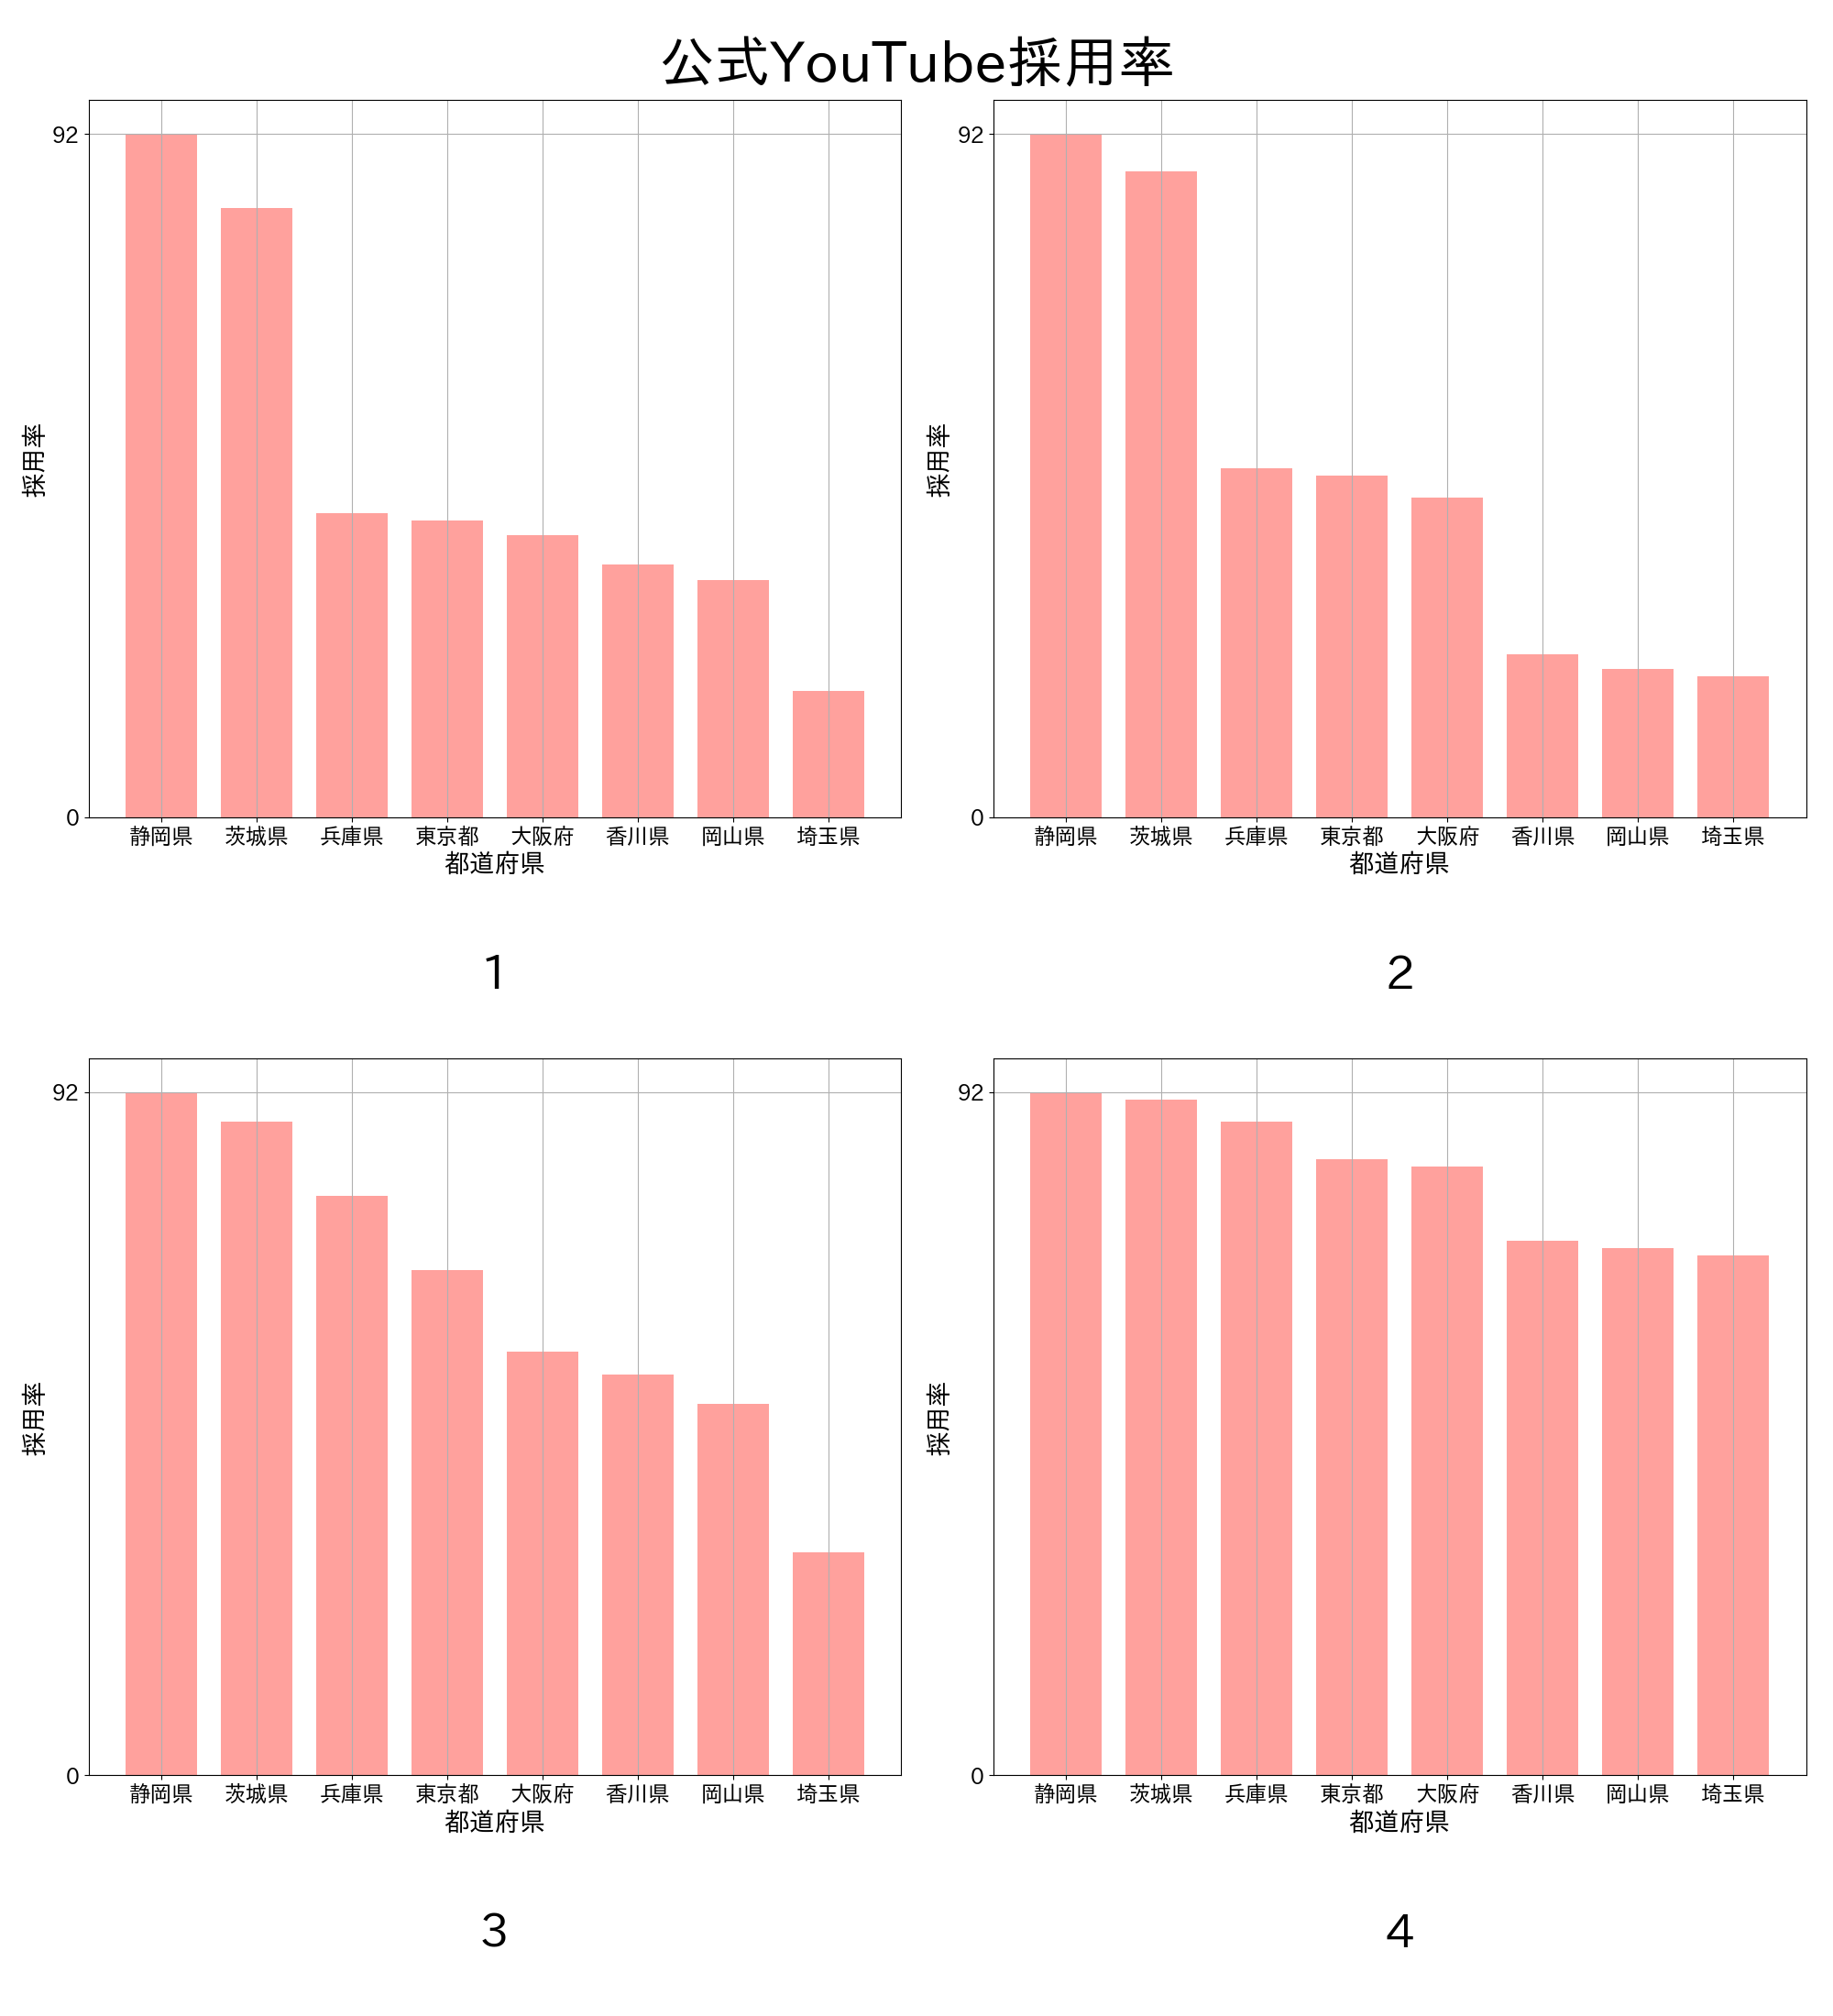 公式YouTube採用率
92
0
採用率
静岡県 茨城県 兵庫県 東京都 大阪府 香川県 岡山県 埼玉県
都道府県
1
92
0
採用率
静岡県 茨城県 兵庫県 東京都 大阪府 香川県 岡山県 埼玉県
都道府県
2
92
0
採用率
静岡県 茨城県 兵庫県 東京都 大阪府 香川県 岡山県 埼玉県
都道府県
3
92
0
採用率
静岡県 茨城県 兵庫県 東京都 大阪府 香川県 岡山県 埼玉県
都道府県
4